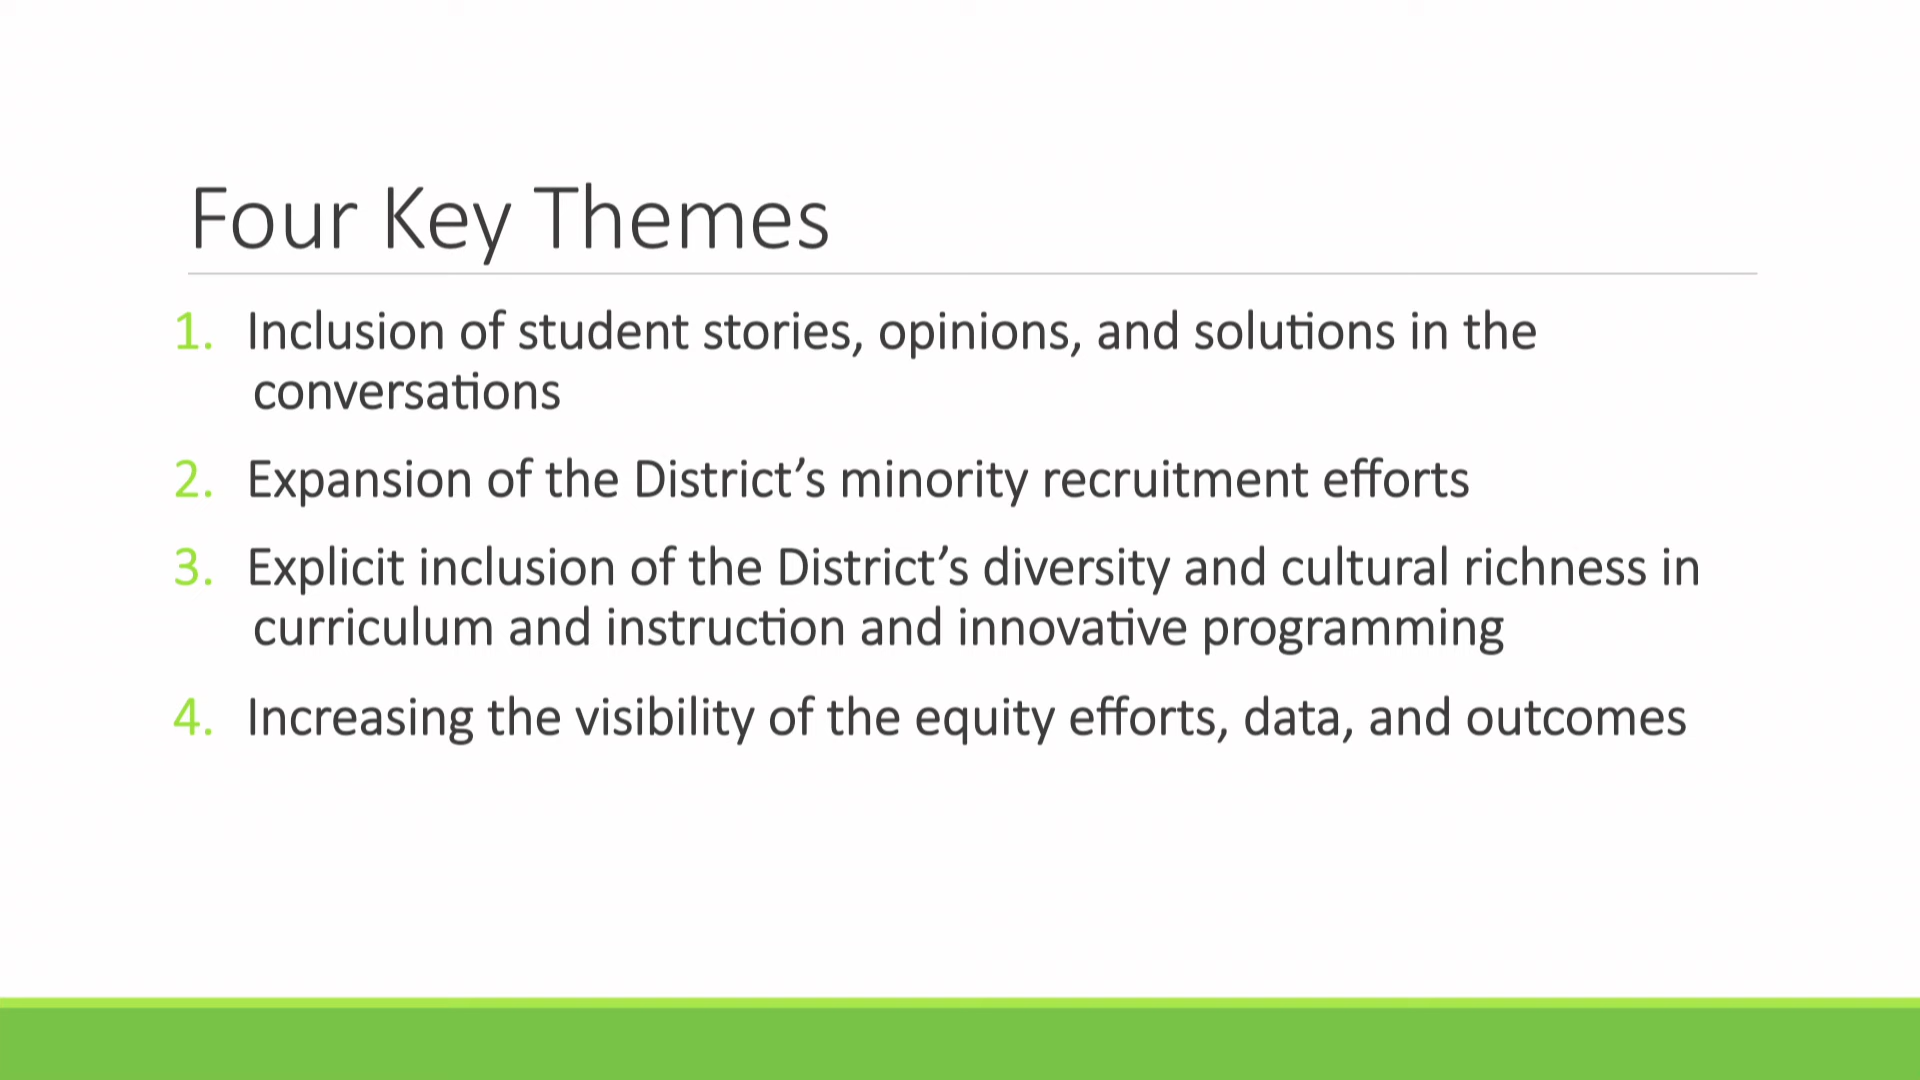 Four Key Themes
1. Inclusion of student stories, opinions, and solutions in the
conversations
2. Expansion of the District’s minority recruitment efforts
3. Explicit inclusion of the District’s diversity and cultural richness in
curriculum and instruction and innovative programming
4. Increasing the visibility of the equity efforts, data, and outcomes